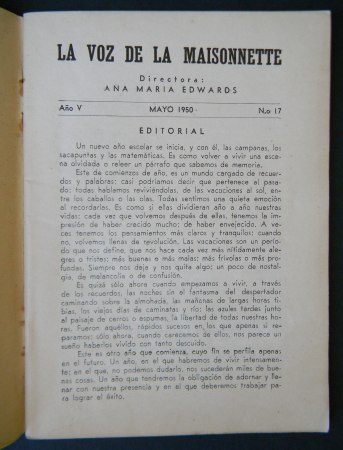 LA VOZ DE LA MAISONNETTE
Directora:
ANA MARIA EDWARDS
Año V MAYO 1950 N.o 17
EDITORIAL
Un nuevo año escolar se inicia, y con él, las campanas, los
sacapuntas y las matemáticas. Es como volver a vivir una esce-
na olvidada o releer un párrafo que sabemos de memoria.
Este de comienzos de año, es un mundo cargado de recuer-
dos y palabras; casi podríamos decir que pertenece al pasa-
do: todas hablamos reviviéndolas, de las vacaciones al sol, en-
tre los caballos o las olas. Todas sentimos una quieta emoción
al recordarlas. Es como si ellas dividieran año a año nuestras
vidas; cada vez que volvemos después de ellas, tenemos la im-
presión de haber crecido mucho; de haber envejecido. A ve-
ces tenemos los pensamientos más claros y tranquilos; cuando
no, volvemos llenas de revolución. Las vacaciones son un perío-
do que nos define, que nos hace cada vez más nítidamente ale-
gres o tristes; más buenas o más malas; más frívolas o más pro-
fundas. Siempre nos deja y nos quita algo; un poco de nostal-
gia, de melancolía o de confusión.
Es quizá sólo ahora cuando empezamos a vivir, a través
de los recuerdos, las noches sin el fantasma del despertador
caminando sobre la almohada, las mañanas de largas horas ti-
bias, los viejos días de caminatas y río; las azules tardes junto
al paisaje de cerros o espumas, la libertad de todas nuestras ho-
ras. Fueron aquéllos, rápidos sucesos en los que apenas si re-
paramos; sólo ahora, cuando carecemos de ellos, nos parece un
sueño haberlos vivido con tanto descuido.
Este es otro año que comienza, cuyo fin se perfila apenas
en el futuro. Un año, en el que habremos de vivir intensamen-
te; en el que, no podemos dudarlo, nos sucederán miles de bue-
nas cosas. Un año que tendremos la obligación de adornar y lle-
nar con nuestra presencia y en el que deberemos trabajar pa-
ra lograr el éxito.